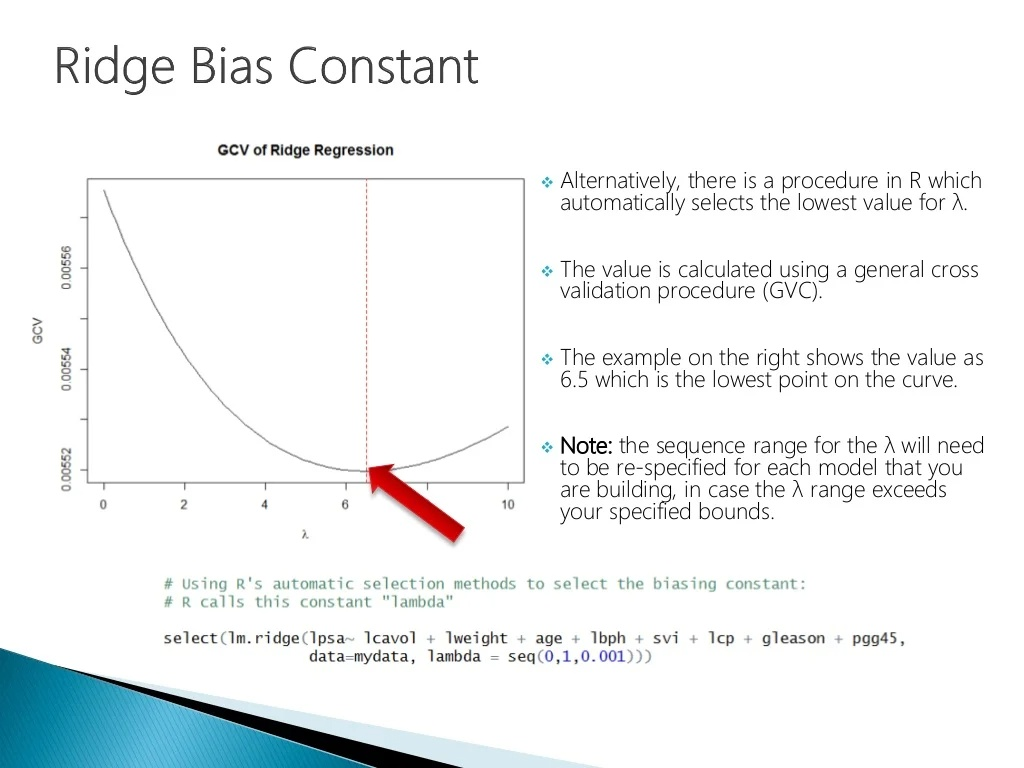 Ridge Bias Constant
GCV of Ridge Regression
GCV
0.00556
0.00554
0.00552
0
2
4
6
10
λ
❖ Alternatively, there is a procedure in R which
automatically selects the lowest value for λ.
❖ The value is calculated using a general cross
validation procedure (GVC).
❖ The example on the right shows the value as
6.5 which is the lowest point on the curve.
❖ Note: the sequence range for the λ will need
to be re-specified for each model that you
are building, in case the λ range exceeds
your specified bounds.
# Using R's automatic selection methods to select the biasing constant:
# R calls this constant "lambda"
select(lm.ridge(lpsa~ lcavol + lweight + age + lbph + svi + lcp + gleason + pgg45,
data=mydata, lambda = seq(0,1,0.001)))